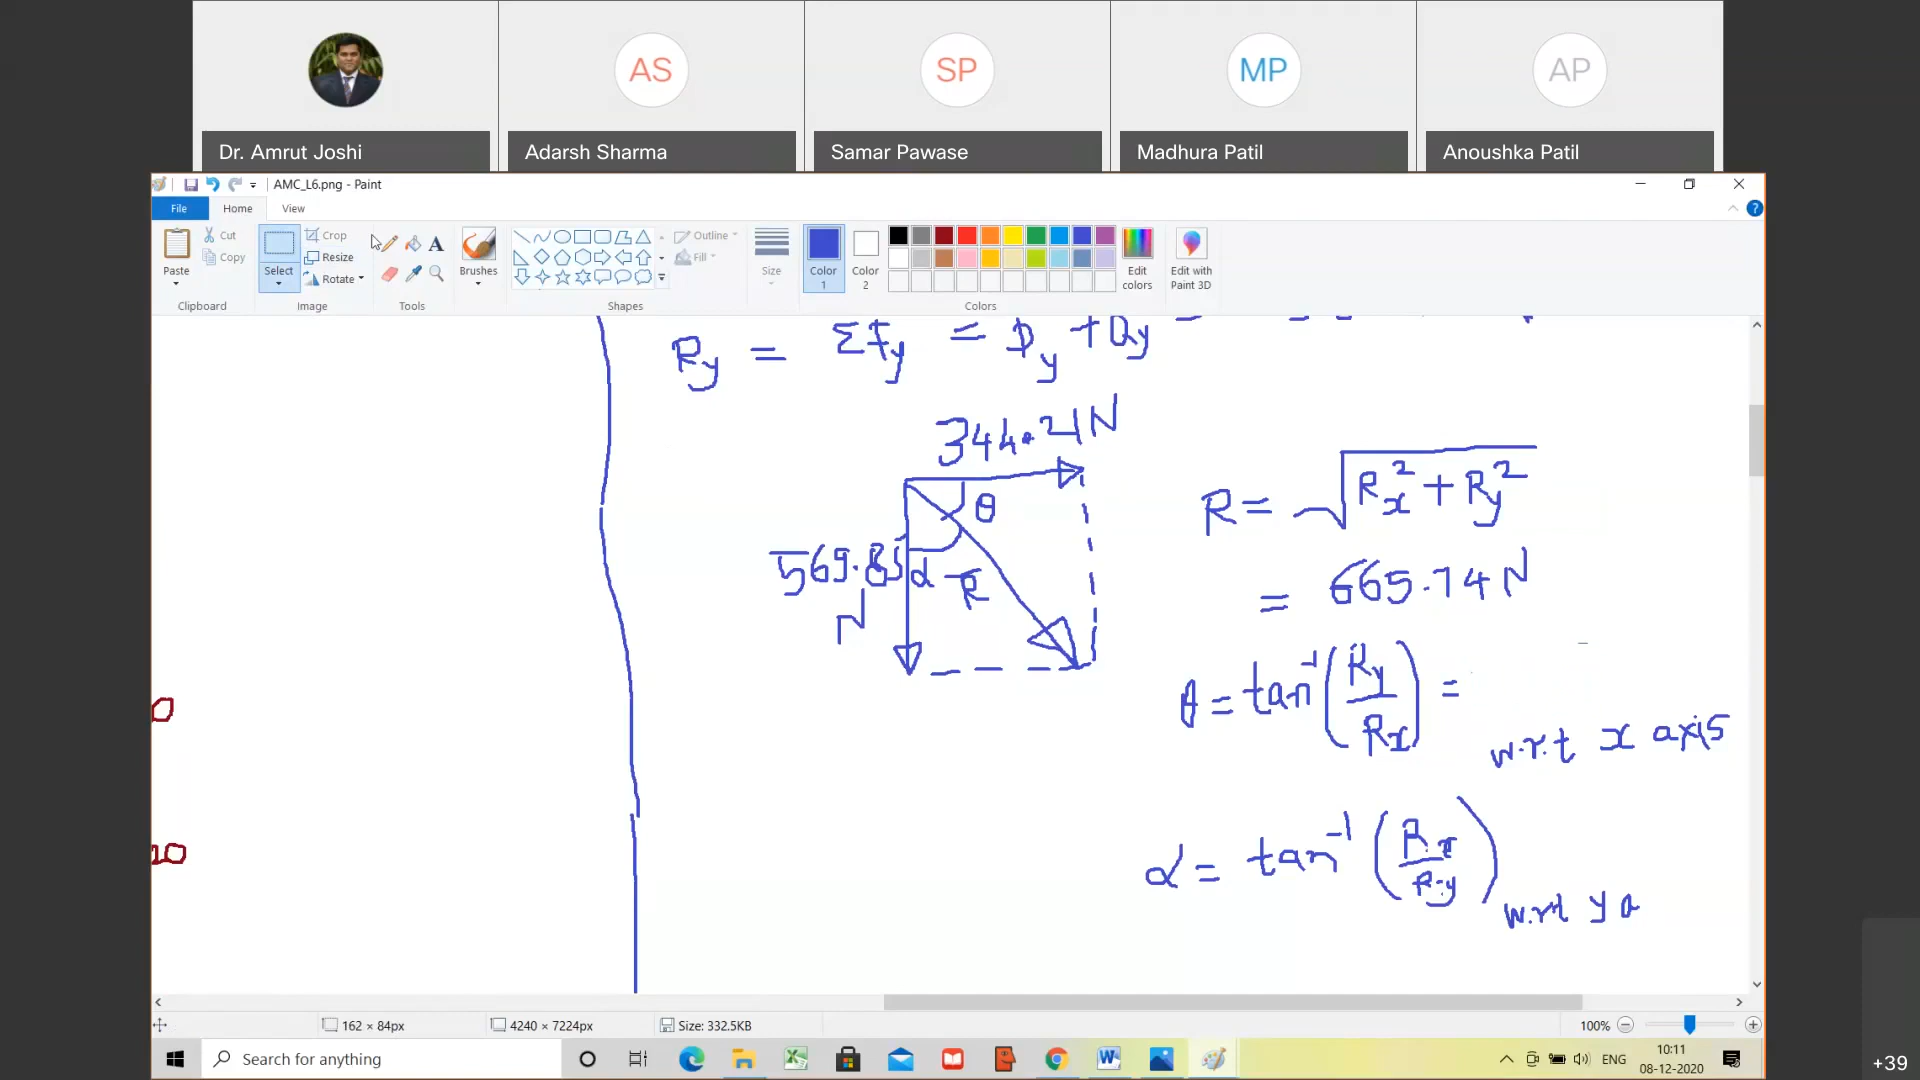 AS
SP
MP
AP
Dr. Amrut Joshi
Adarsh Sharma
Samar Pawase
Madhura Patil
Anoushka Patil
AMC_L6.png - Paint
File
Home
View
Cut
Copy
Paste
Clipboard
Crop
Resize
Rotate
Select
Image
A
Tools
Brushes
Outline
Fill
Shapes
Size
Color 1
Color 2
Edit colors
Edit with Paint 3D
Colors
Ry = ΣFy = Py + Qy =
344.21N
θ
569.85
N
α
R
R = √(Rx² + Ry²)
= 665.74 N
θ = tan⁻¹(Ry/Rx) =
w.r.t x axis
α = tan⁻¹(Rx/Ry)
w.r.t y a
0
10
162 × 84px
4240 × 7224px
Size: 332.5KB
100%
Search for anything
ENG
10:11
08-12-2020
+39